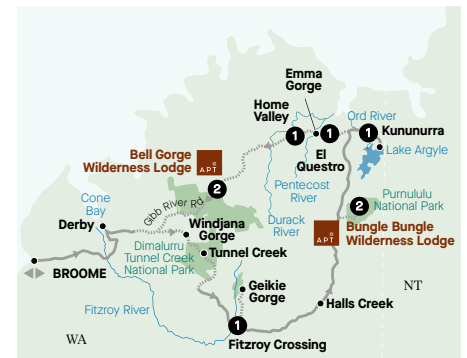 Emma
Gorge
Home
Valley
Ord River
1
1
1
Kununurra
El
Questro
Lake Argyle
Bell Gorge
Wilderness Lodge
APT
2
Gibb River Rd
Cone
Bay
Derby
Windjana
Gorge
Pentecost
River
Durack
River
2
Purnululu
National Park
APT
Bungle Bungle
Wilderness Lodge
Dimalurru
Tunnel Creek
National Park
Tunnel Creek
BROOME
Geikie
Gorge
NT
Halls Creek
Fitzroy River
1
WA
Fitzroy Crossing